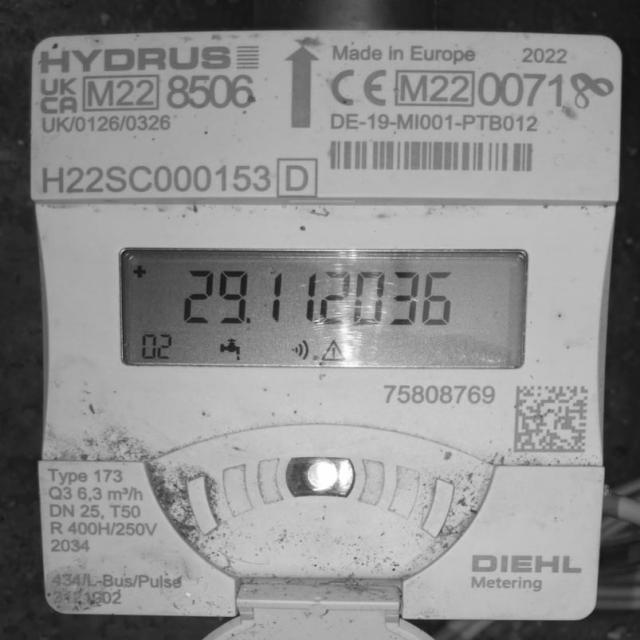 HYDRUS
Made in Europe 2022
UK CA M22 8506
CE M22 0071
UK/0126/0326
DE-19-MI001-PTB012
H22SC000153 D
29.11.2036
02
75808769
Type 173
Q3 6,3 m³/h
DN 25, T50
R 400H/250V
2034
434/L-Bus/Pulse
DIEHL
Metering